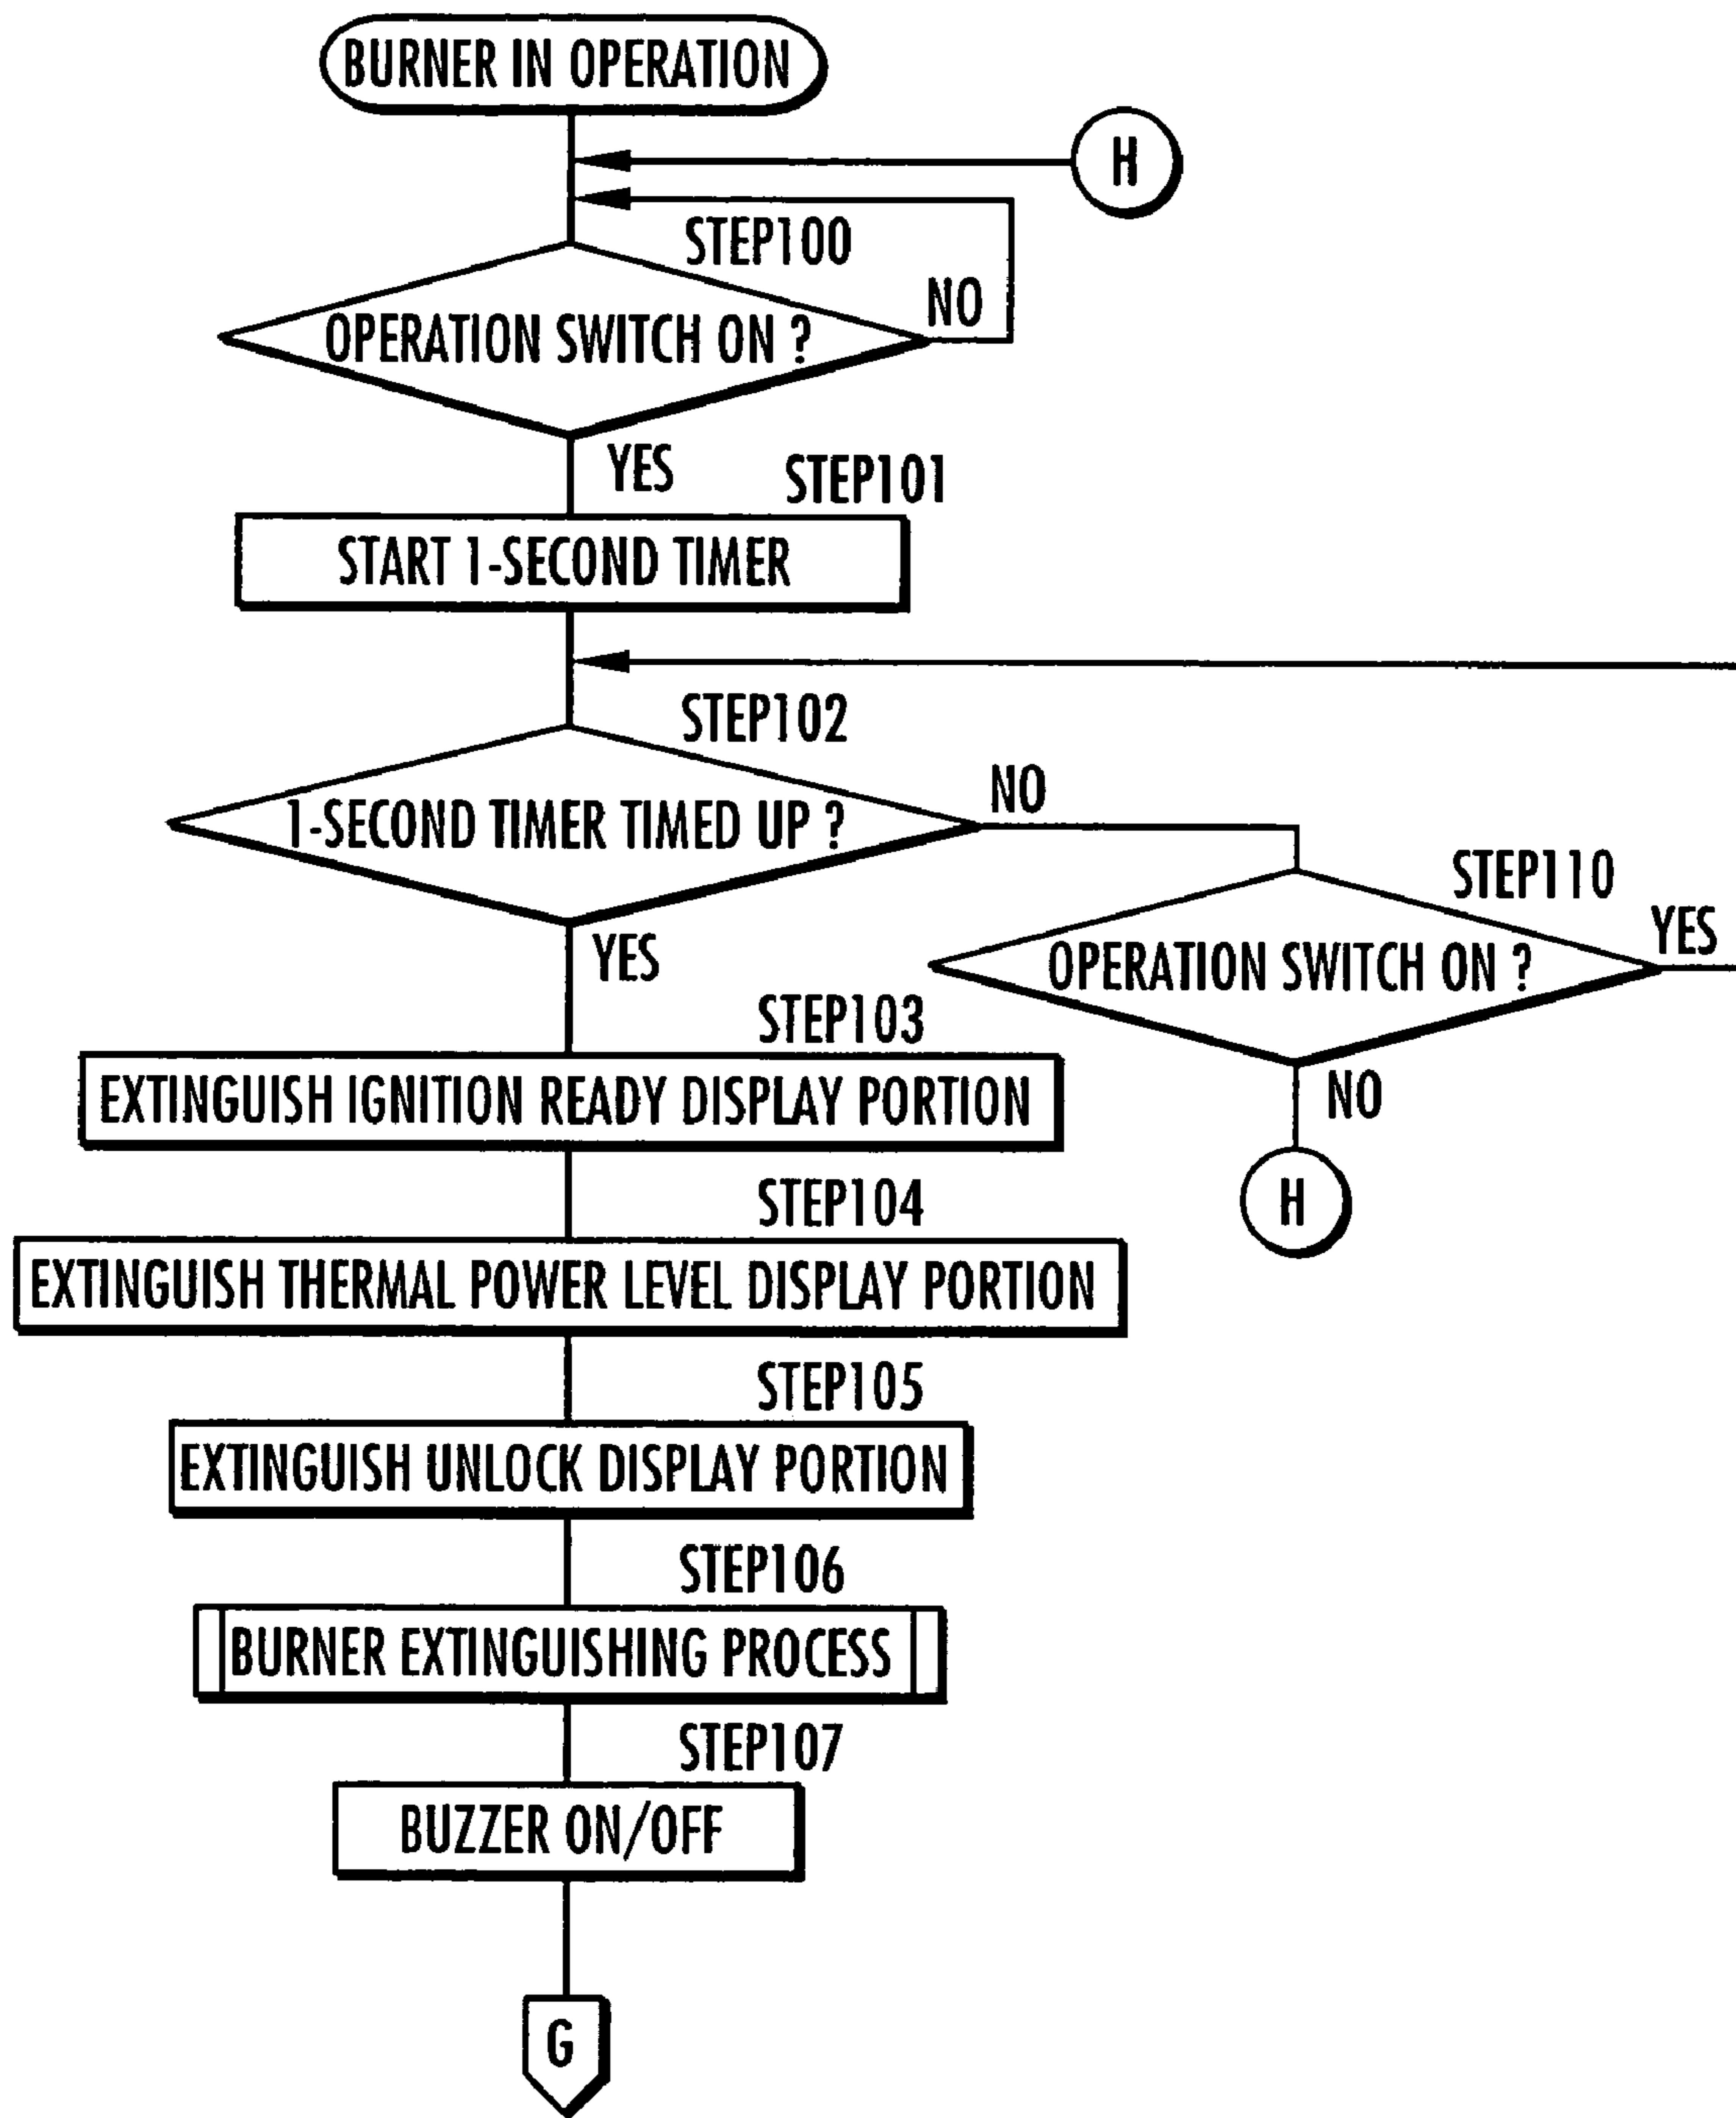 BURNER IN OPERATION
H
STEP100
NO
OPERATION SWITCH ON ?
YES
STEP101
START 1-SECOND TIMER
STEP102
NO
1-SECOND TIMER TIMED UP ?
STEP110
YES
OPERATION SWITCH ON ?
YES
STEP103
EXTINGUISH IGNITION READY DISPLAY PORTION
NO
STEP104
H
EXTINGUISH THERMAL POWER LEVEL DISPLAY PORTION
STEP105
EXTINGUISH UNLOCK DISPLAY PORTION
STEP106
BURNER EXTINGUISHING PROCESS
STEP107
BUZZER ON/OFF
G